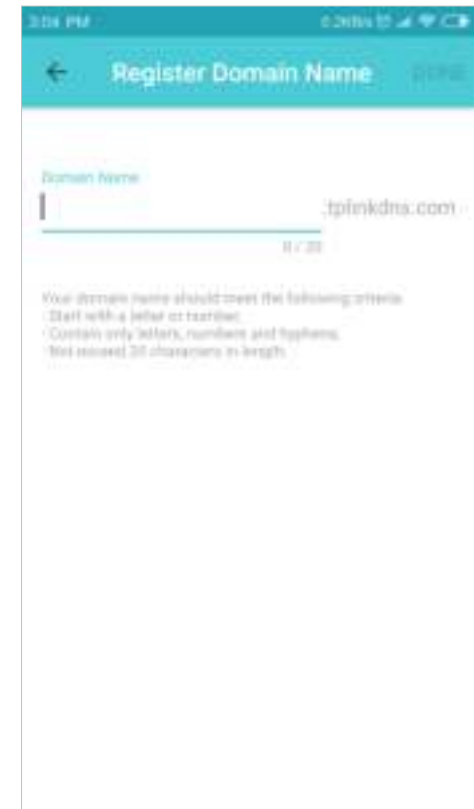 3:04 PM
Register Domain Name DONE
Domain Name
.tplinkdns.com
0 / 20
Your domain name should meet the following criteria:
· Start with a letter or number.
· Contain only letters, numbers and hyphens.
· Not exceed 20 characters in length.